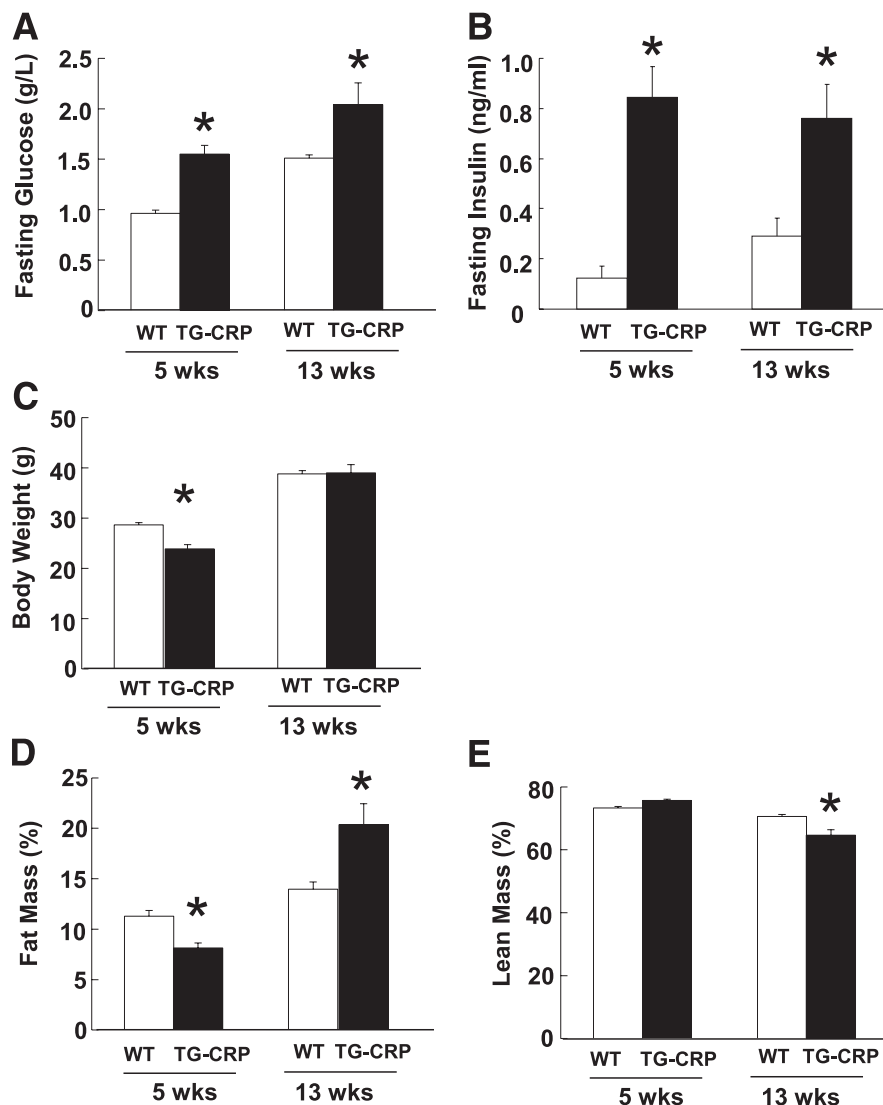 A
Fasting Glucose (g/L)
2.5
2.0
1.5
1.0
0.5
0
*
*
WT TG-CRP WT TG-CRP
5 wks 13 wks
B
Fasting Insulin (ng/ml)
1.0
0.8
0.6
0.4
0.2
0
*
*
WT TG-CRP WT TG-CRP
5 wks 13 wks
C
Body Weight (g)
50
40
30
20
10
0
*
WT TG-CRP WT TG-CRP
5 wks 13 wks
D
Fat Mass (%)
25
20
15
10
5
0
*
*
WT TG-CRP WT TG-CRP
5 wks 13 wks
E
Lean Mass (%)
80
60
40
20
0
*
WT TG-CRP WT TG-CRP
5 wks 13 wks